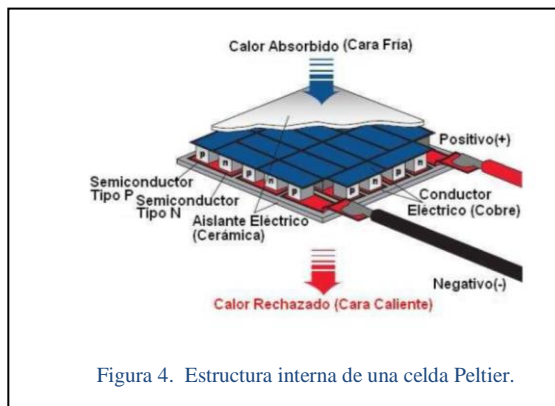 Calor Absorbido (Cara Fría)
Positivo(+)
Semiconductor
Tipo P
Semiconductor
Tipo N
Aislante Eléctrico
(Cerámica)
Conductor
Eléctrico (Cobre)
Negativo(-)
Calor Rechazado (Cara Caliente)
P n P n P n P n
Figura 4.  Estructura interna de una celda Peltier.